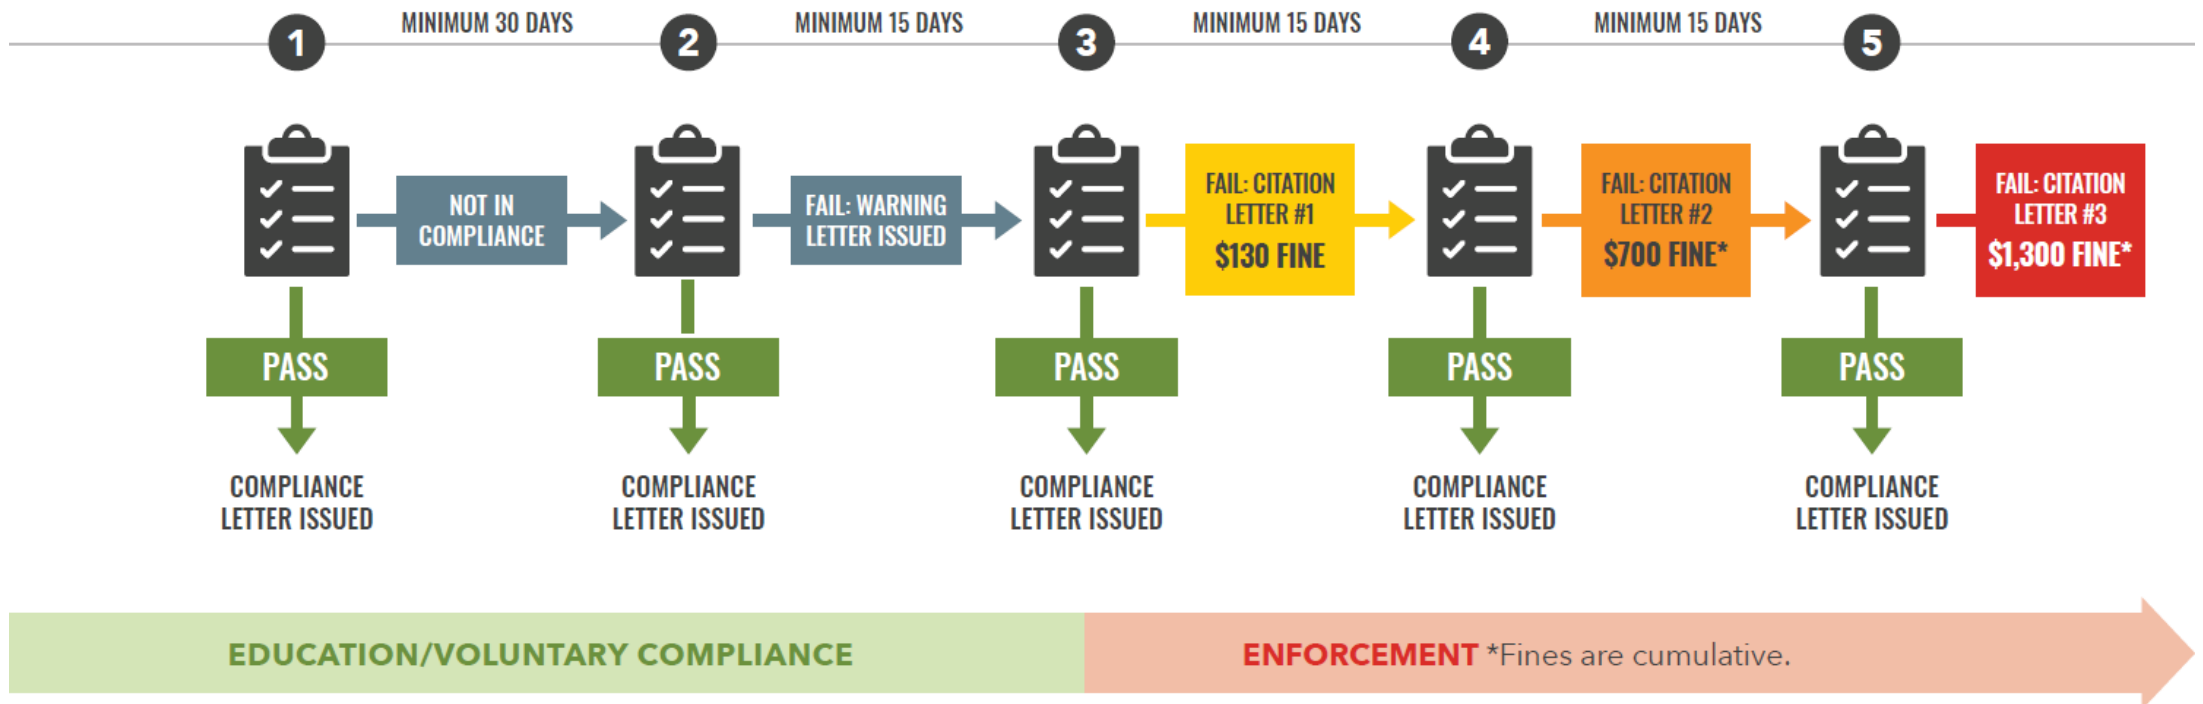 1
MINIMUM 30 DAYS
2
MINIMUM 15 DAYS
3
MINIMUM 15 DAYS
4
MINIMUM 15 DAYS
5
NOT IN
COMPLIANCE
FAIL: WARNING
LETTER ISSUED
FAIL: CITATION
LETTER #1
$130 FINE
FAIL: CITATION
LETTER #2
$700 FINE*
FAIL: CITATION
LETTER #3
$1,300 FINE*
PASS
PASS
PASS
PASS
PASS
COMPLIANCE
LETTER ISSUED
COMPLIANCE
LETTER ISSUED
COMPLIANCE
LETTER ISSUED
COMPLIANCE
LETTER ISSUED
COMPLIANCE
LETTER ISSUED
EDUCATION/VOLUNTARY COMPLIANCE
ENFORCEMENT *Fines are cumulative.